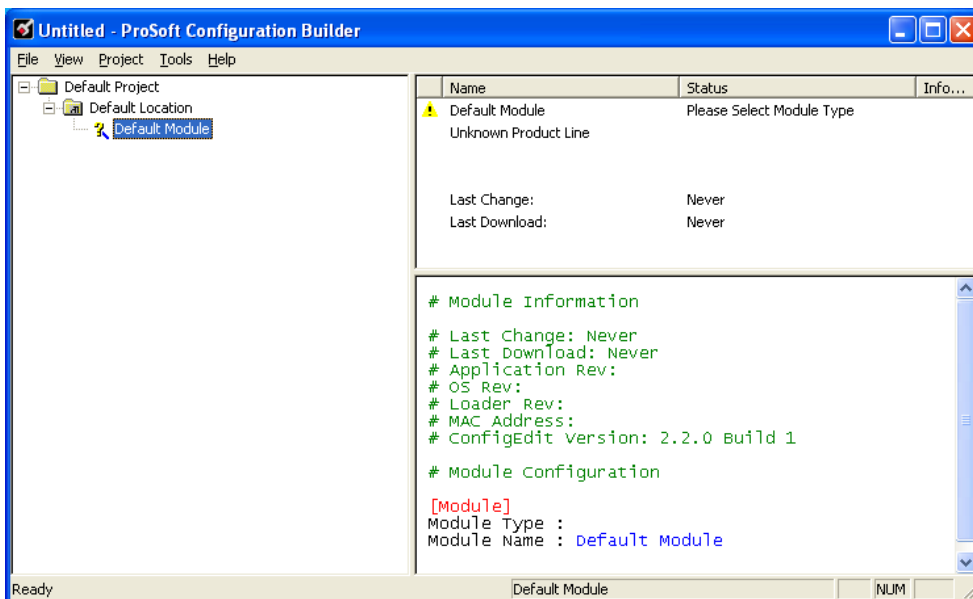 Untitled - ProSoft Configuration Builder
File View Project Tools Help
Default Project
Default Location
Default Module
Name Status Info...
Default Module Please Select Module Type
Unknown Product Line
Last Change: Never
Last Download: Never
# Module Information
# Last Change: Never
# Last Download: Never
# Application Rev:
# OS Rev:
# Loader Rev:
# MAC Address:
# ConfigEdit Version: 2.2.0 Build 1
# Module Configuration
[Module]
Module Type :
Module Name : Default Module
Ready Default Module NUM